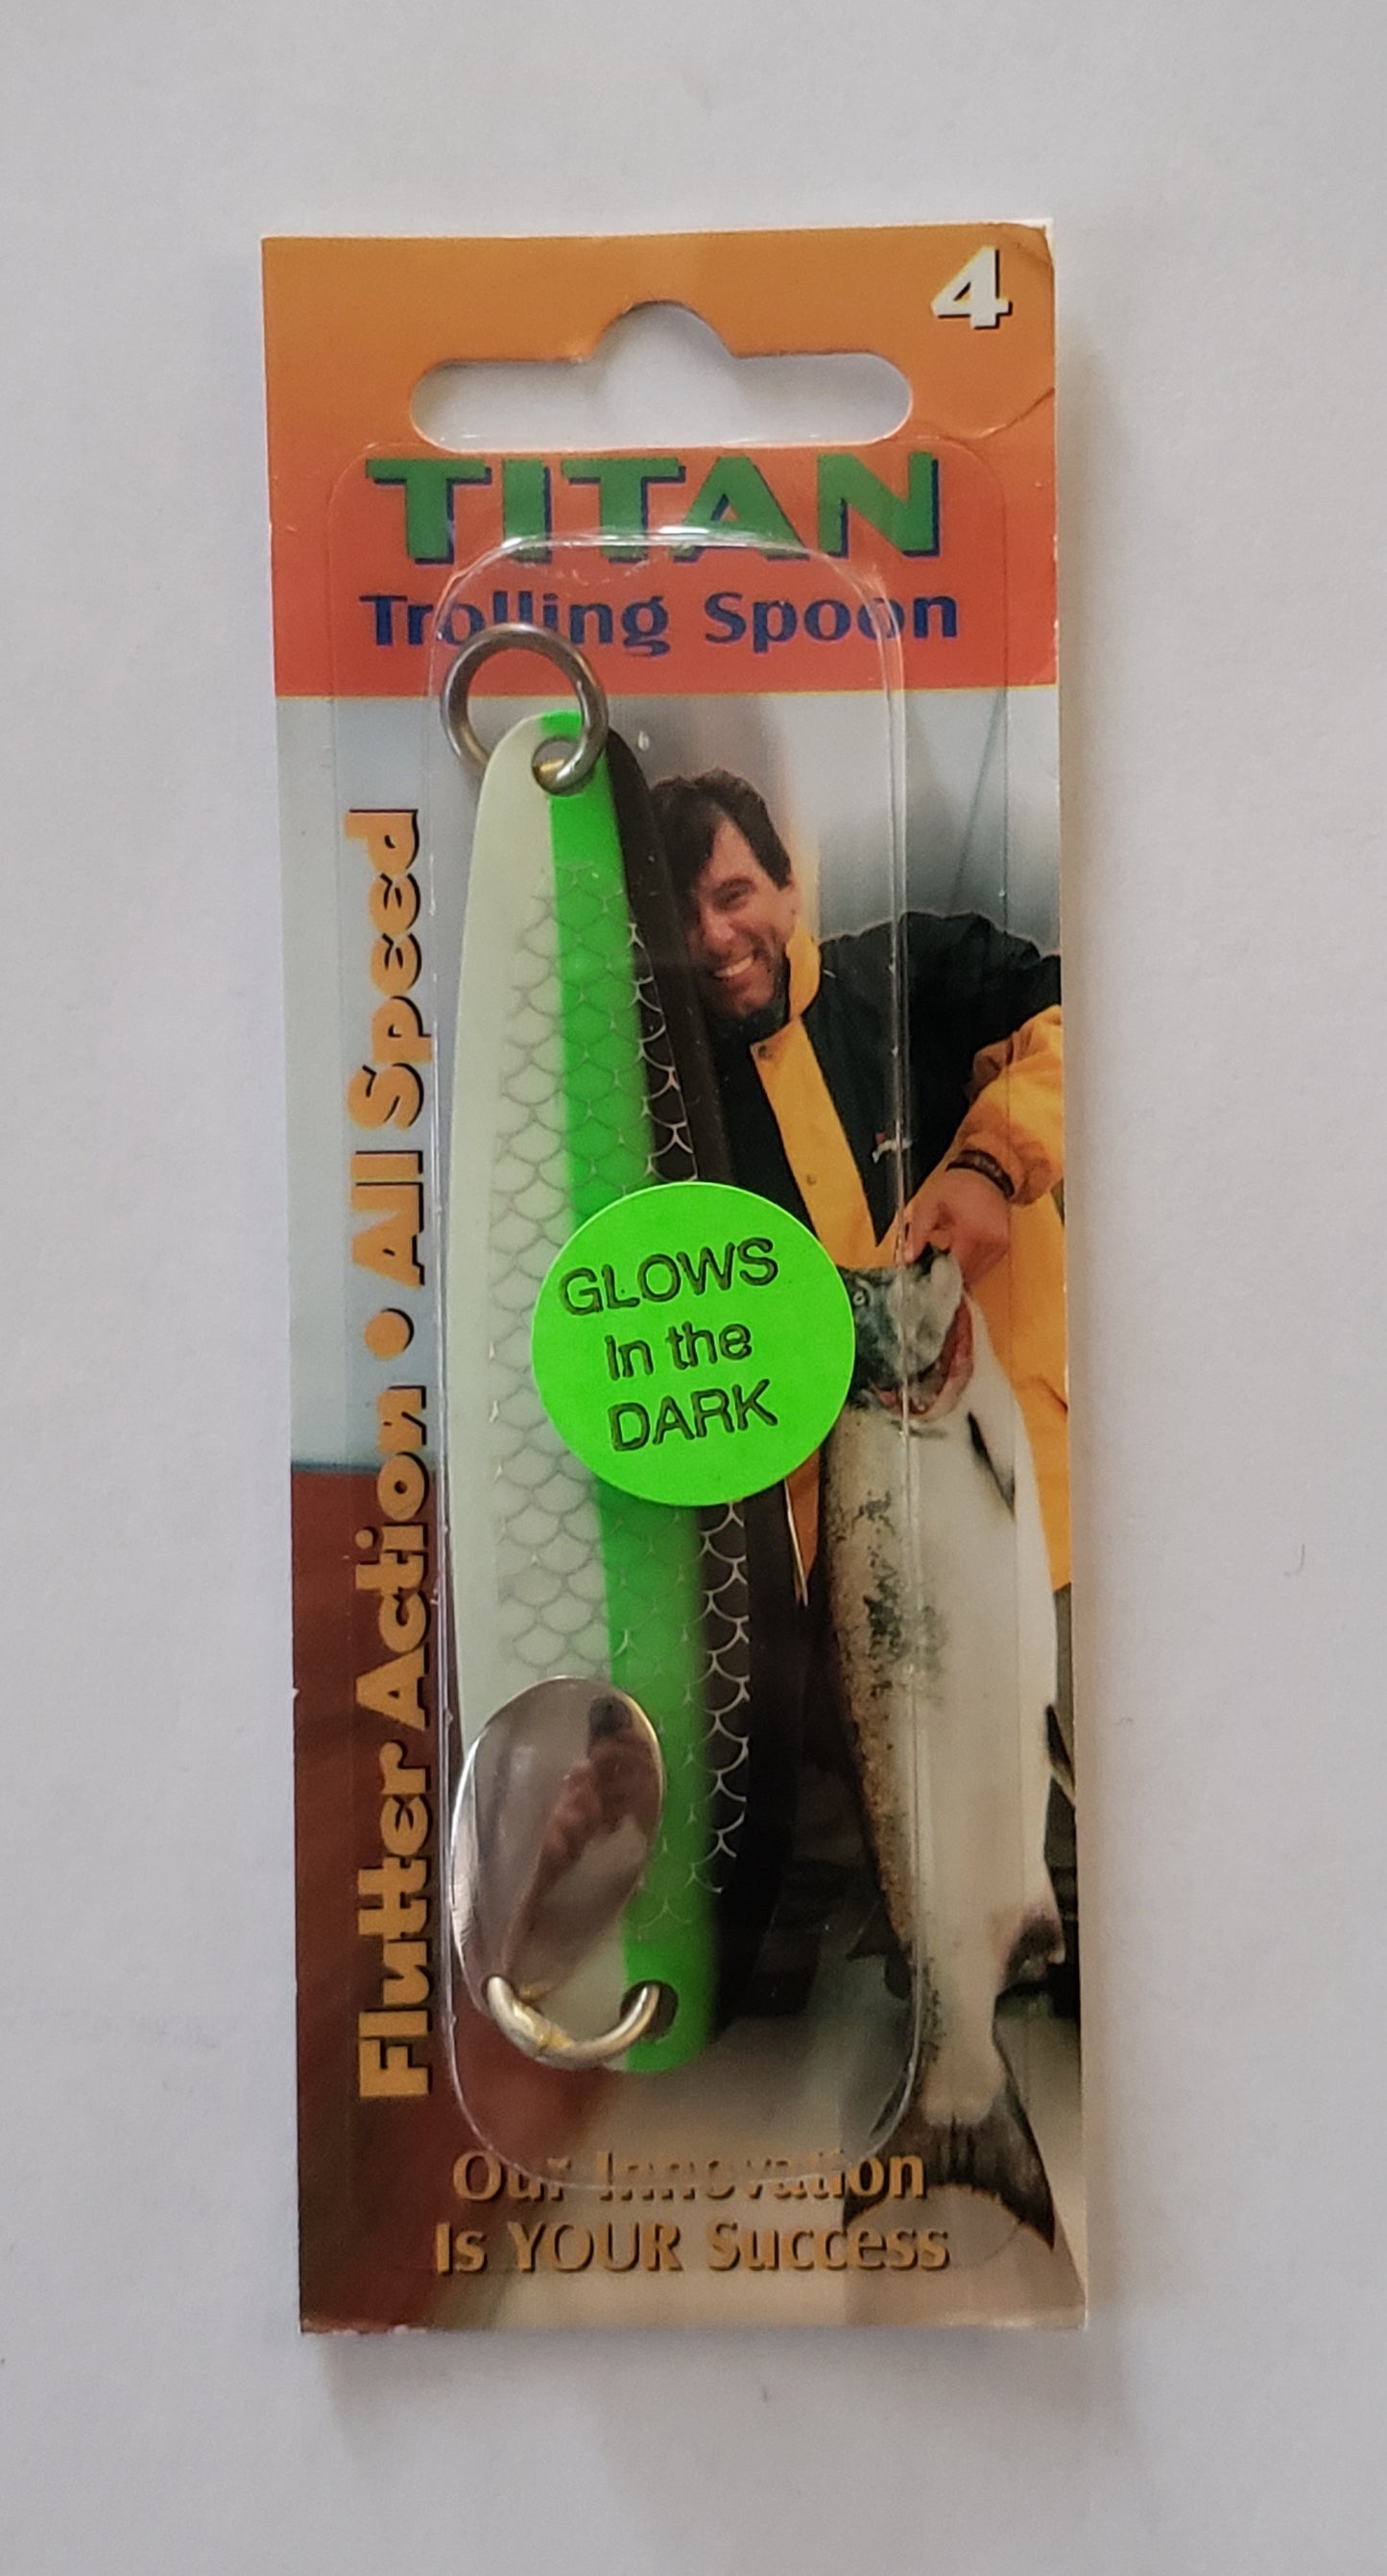 4
TITAN
Trolling Spoon
Flutter Action • All Speed
GLOWS
In the
DARK
Our Innovation
Is YOUR Success